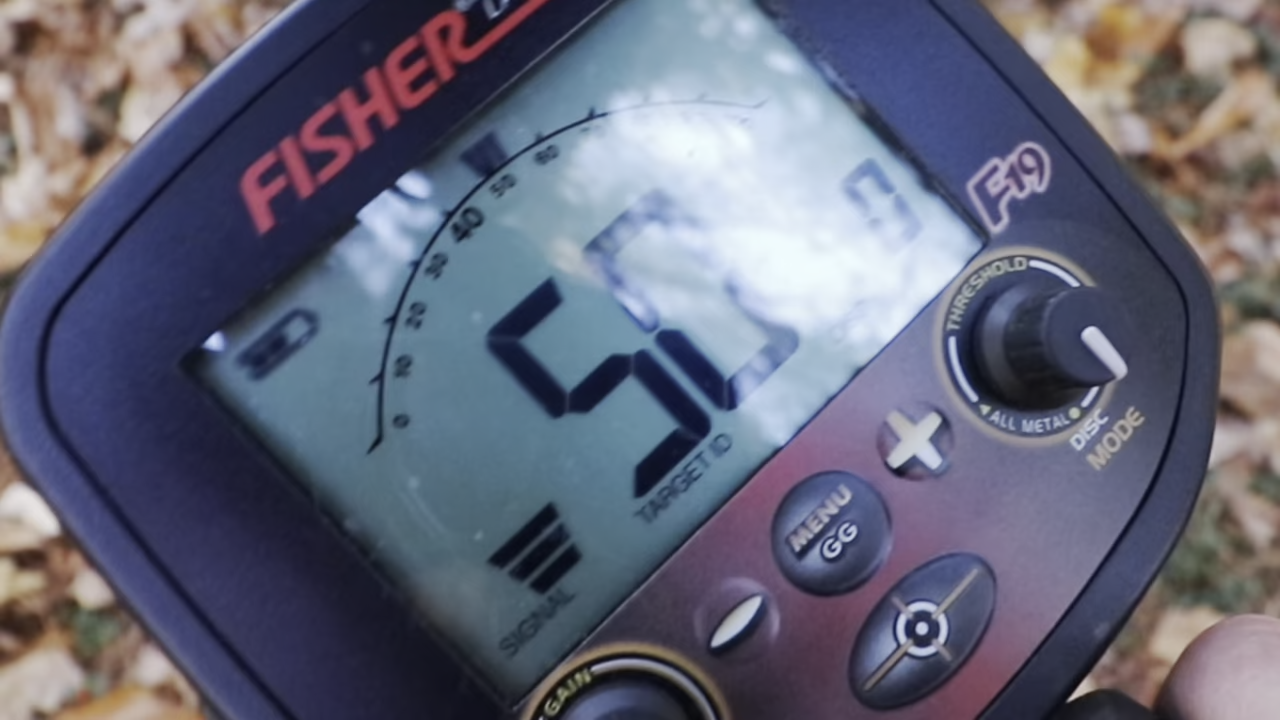 FISHER
F19
0
10
20
30
40
50
60
50
TARGET ID
SIGNAL
THRESHOLD
ALL METAL
DISC
MODE
MENU
GG
GAIN